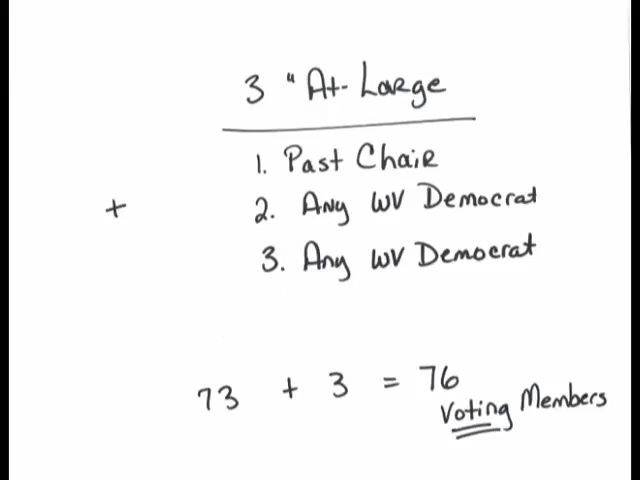 3 "At-Large
1. Past Chair
+ 2. Any WV Democrat
3. Any WV Democrat
73 + 3 = 76
Voting Members